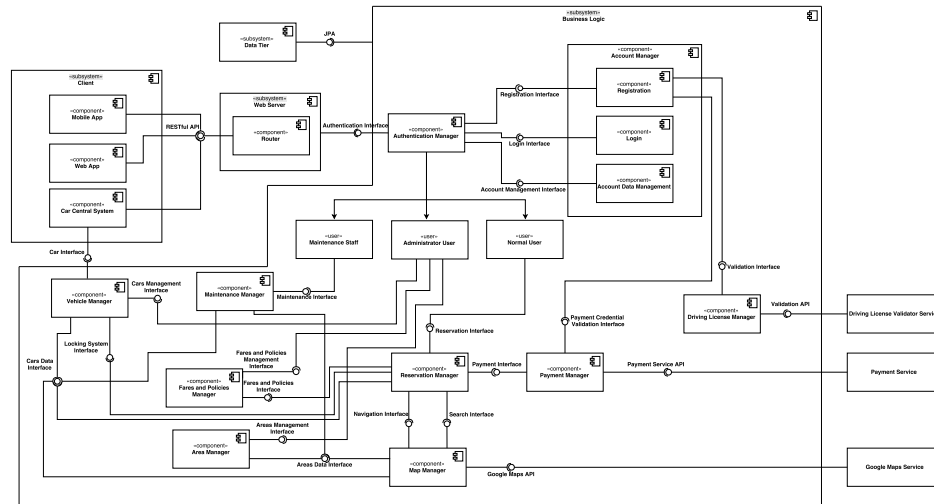 «subsystem»
Business Logic
«subsystem»
Data Tier
JPA
«component»
Account Manager
«subsystem»
Client
«component»
Mobile App
«component»
Web App
«component»
Car Central System
RESTful API
«subsystem»
Web Server
«component»
Router
Authentication Interface
«component»
Authentication Manager
Registration Interface
«component»
Registration
Login Interface
«component»
Login
Account Management Interface
«component»
Account Data Management
«user»
Maintenance Staff
«user»
Administrator User
«user»
Normal User
Car Interface
Validation Interface
«component»
Vehicle Manager
Cars Management
Interface
«component»
Maintenance Manager
Maintenance Interface
«component»
Driving License Manager
Validation API
Driving License Validator Service
Locking System
Interface
Cars Data
Interface
Reservation Interface
Payment Credential
Validation Interface
Fares and Policies
Management
Interface
«component»
Fares and Policies
Manager
Fares and Policies
Interface
«component»
Reservation Manager
Payment Interface
«component»
Payment Manager
Payment Service API
Payment Service
Navigation Interface
Search Interface
Areas Management
Interface
«component»
Area Manager
Areas Data Interface
«component»
Map Manager
Google Maps API
Google Maps Service